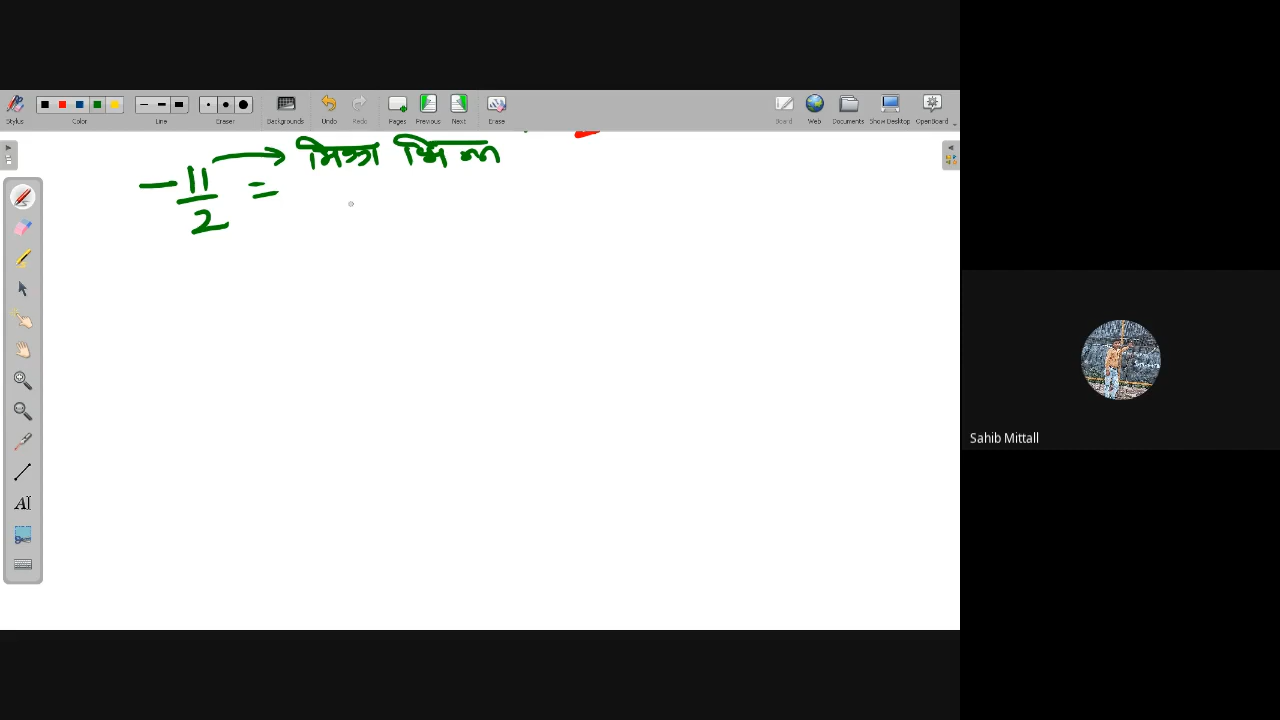 Stylus Color Line Eraser Backgrounds Undo Redo Pages Previous Next Erase Board Web Documents Show Desktop OpenBoard
→ मिश्र भिन्न
-11/2 =
Sahib Mittall